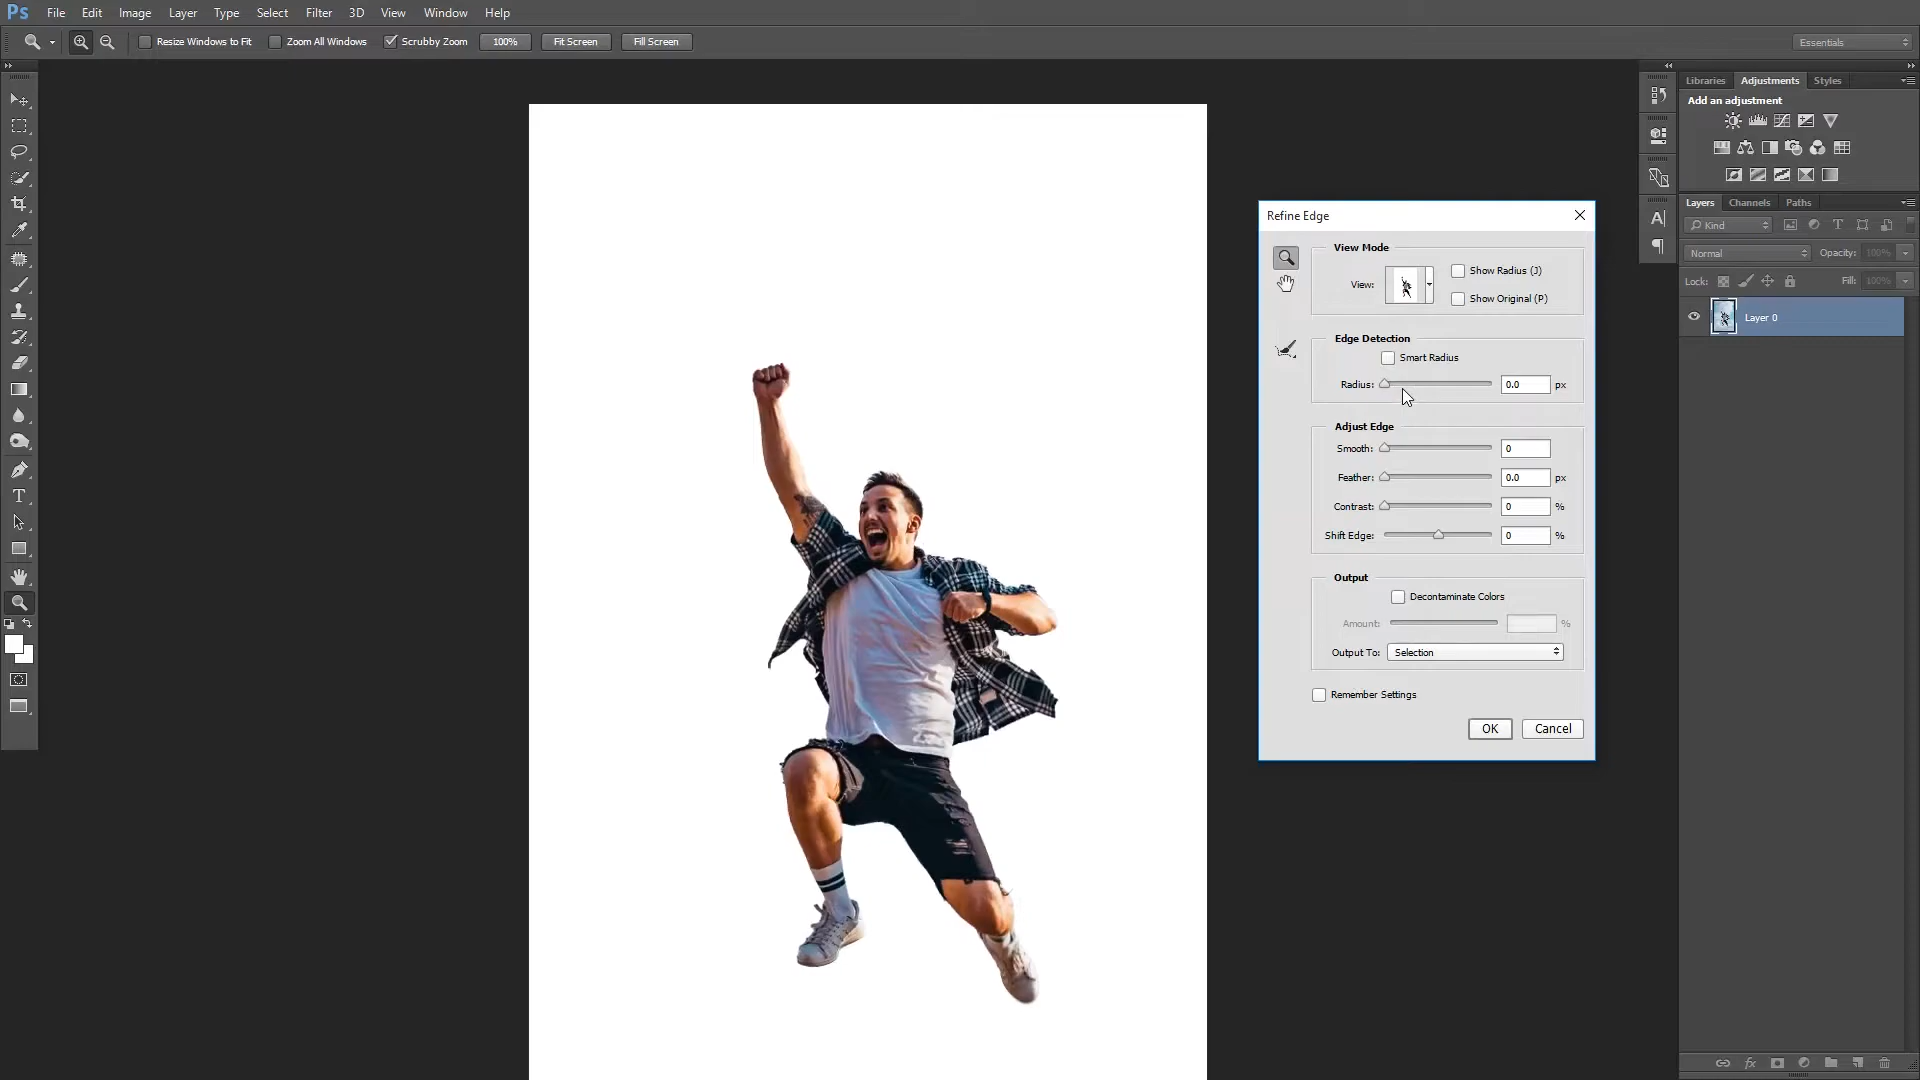 Ps File Edit Image Layer Type Select Filter 3D View Window Help
Resize Windows to Fit Zoom All Windows Scrubby Zoom 100% Fit Screen Fill Screen Essentials
Libraries Adjustments Styles
Add an adjustment
Layers Channels Paths
Kind
Normal Opacity: 100%
Lock: Fill: 100%
Layer 0
Refine Edge
View Mode
View:
Show Radius (J)
Show Original (P)
Edge Detection
Smart Radius
Radius: 0.0 px
Adjust Edge
Smooth: 0
Feather: 0.0 px
Contrast: 0 %
Shift Edge: 0 %
Output
Decontaminate Colors
Amount: %
Output To: Selection
Remember Settings
OK Cancel